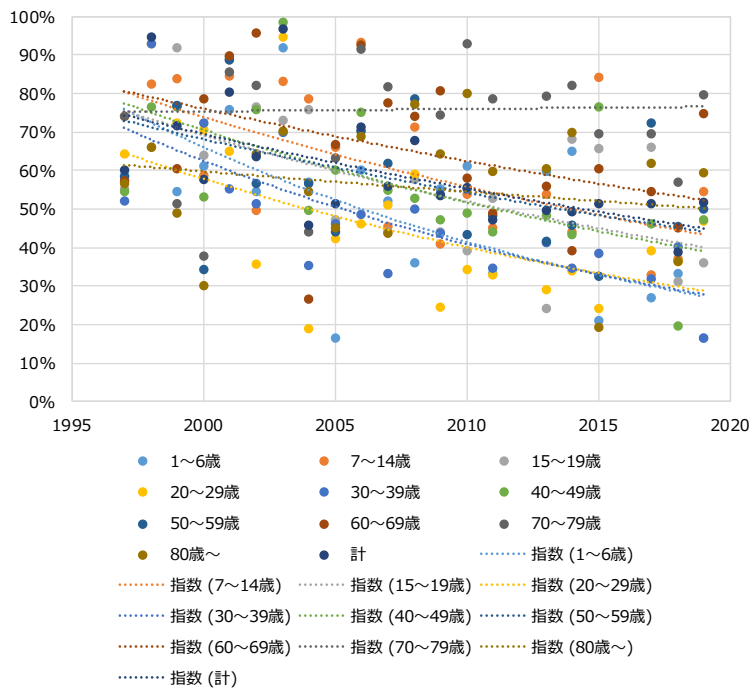 100%
90%
80%
70%
60%
50%
40%
30%
20%
10%
0%
1995 2000 2005 2010 2015 2020
1～6歳 7～14歳 15～19歳
20～29歳 30～39歳 40～49歳
50～59歳 60～69歳 70～79歳
80歳～ 計 指数 (1～6歳)
指数 (7～14歳) 指数 (15～19歳) 指数 (20～29歳)
指数 (30～39歳) 指数 (40～49歳) 指数 (50～59歳)
指数 (60～69歳) 指数 (70～79歳) 指数 (80歳～)
指数 (計)